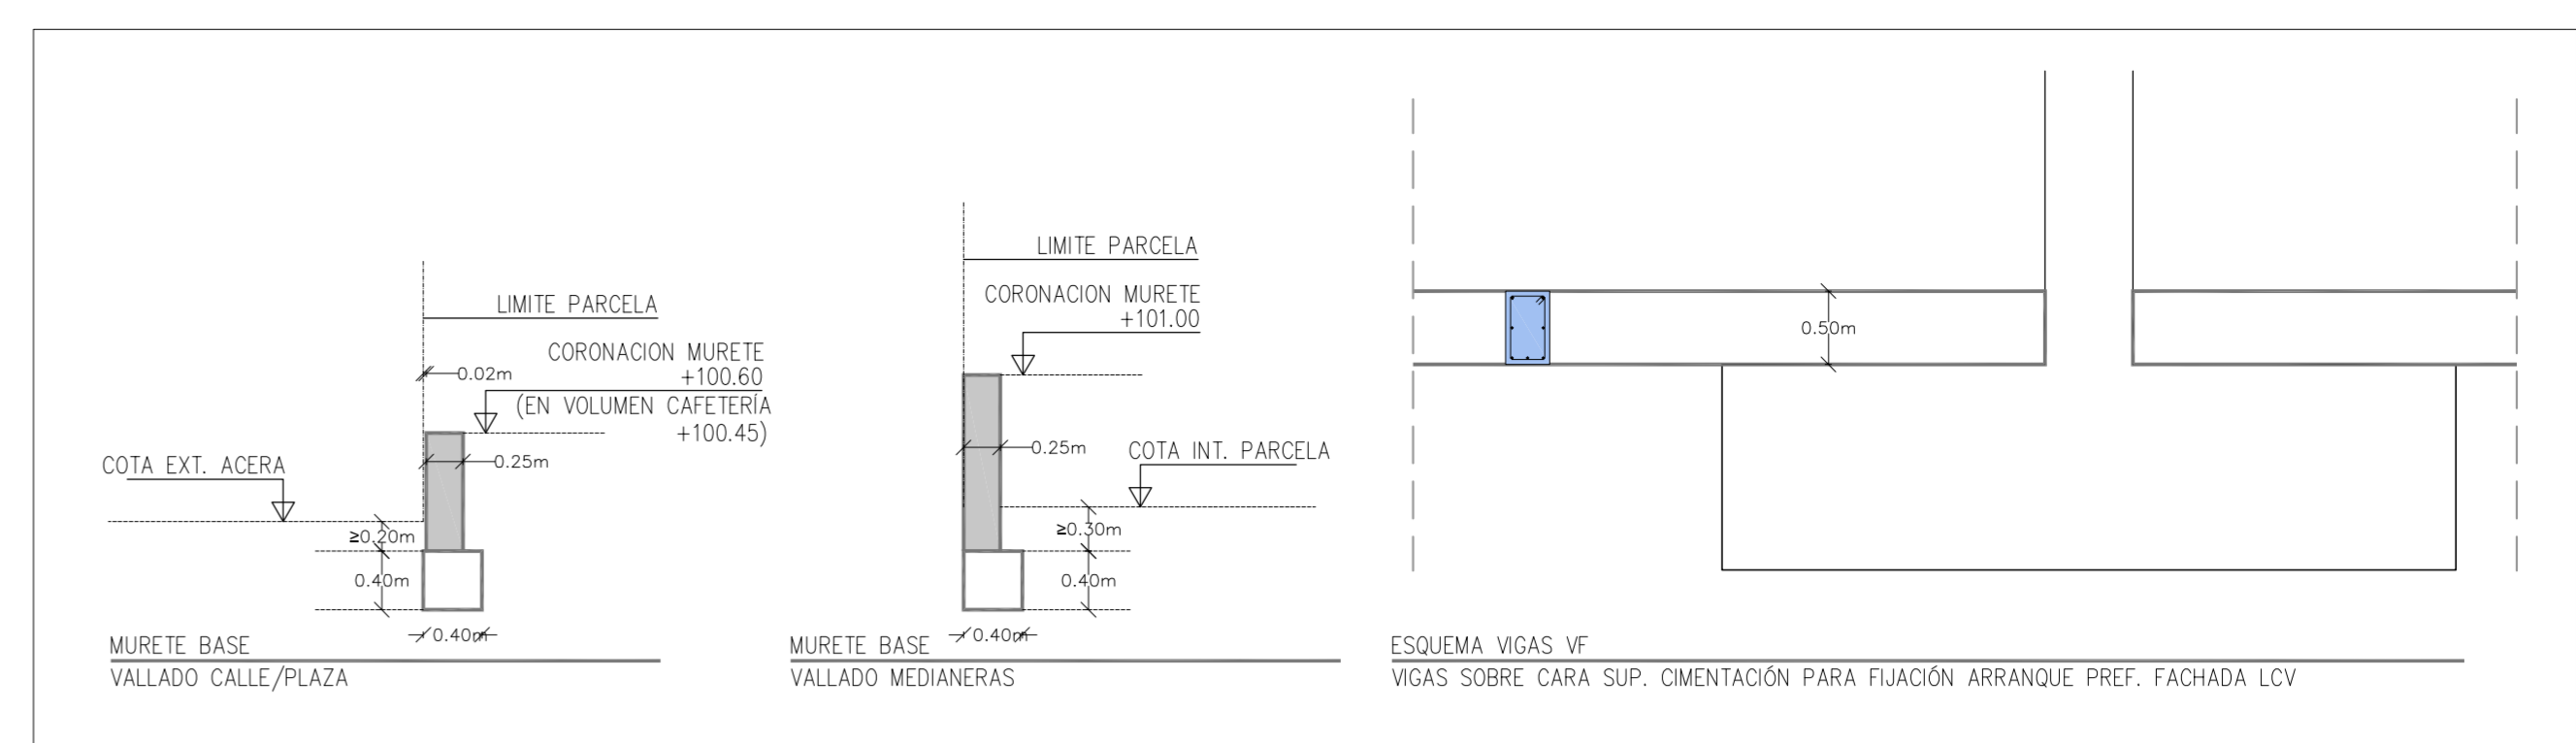 LIMITE PARCELA
CORONACION MURETE
+100.60
(EN VOLUMEN CAFETERÍA
+100.45)
0.02m
0.25m
COTA EXT. ACERA
≥0.20m
0.40m
0.40m
MURETE BASE
VALLADO CALLE/PLAZA
LIMITE PARCELA
CORONACION MURETE
+101.00
0.25m
COTA INT. PARCELA
≥0.30m
0.40m
0.40m
MURETE BASE
VALLADO MEDIANERAS
0.50m
ESQUEMA VIGAS VF
VIGAS SOBRE CARA SUP. CIMENTACIÓN PARA FIJACIÓN ARRANQUE PREF. FACHADA LCV